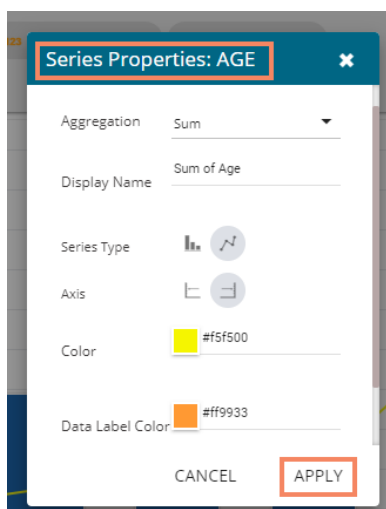 Series Properties: AGE
Aggregation Sum
Display Name Sum of Age
Series Type
Axis
Color #f5f500
Data Label Color #ff9933
CANCEL APPLY